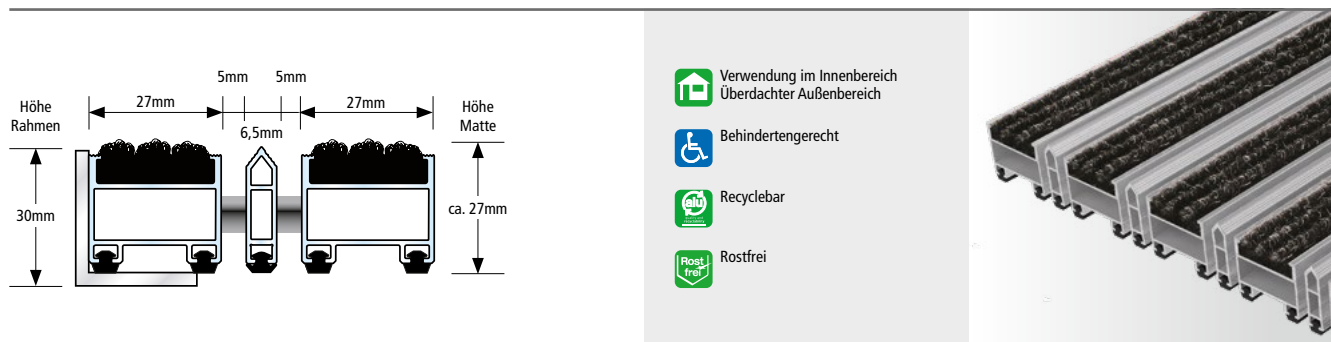 5mm 5mm
Höhe
Rahmen
27mm
27mm
Höhe
Matte
6,5mm
30mm
ca. 27mm
Verwendung im Innenbereich
Überdachter Außenbereich
Behindertengerecht
alu
Recyclebar
Rost
frei
Rostfrei